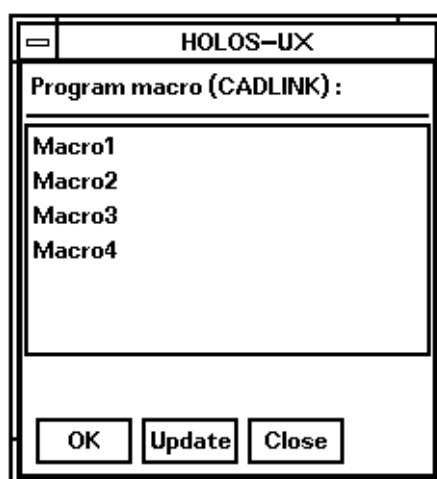 HOLOS-UX
Program macro (CADLINK) :
Macro1
Macro2
Macro3
Macro4
OK Update Close